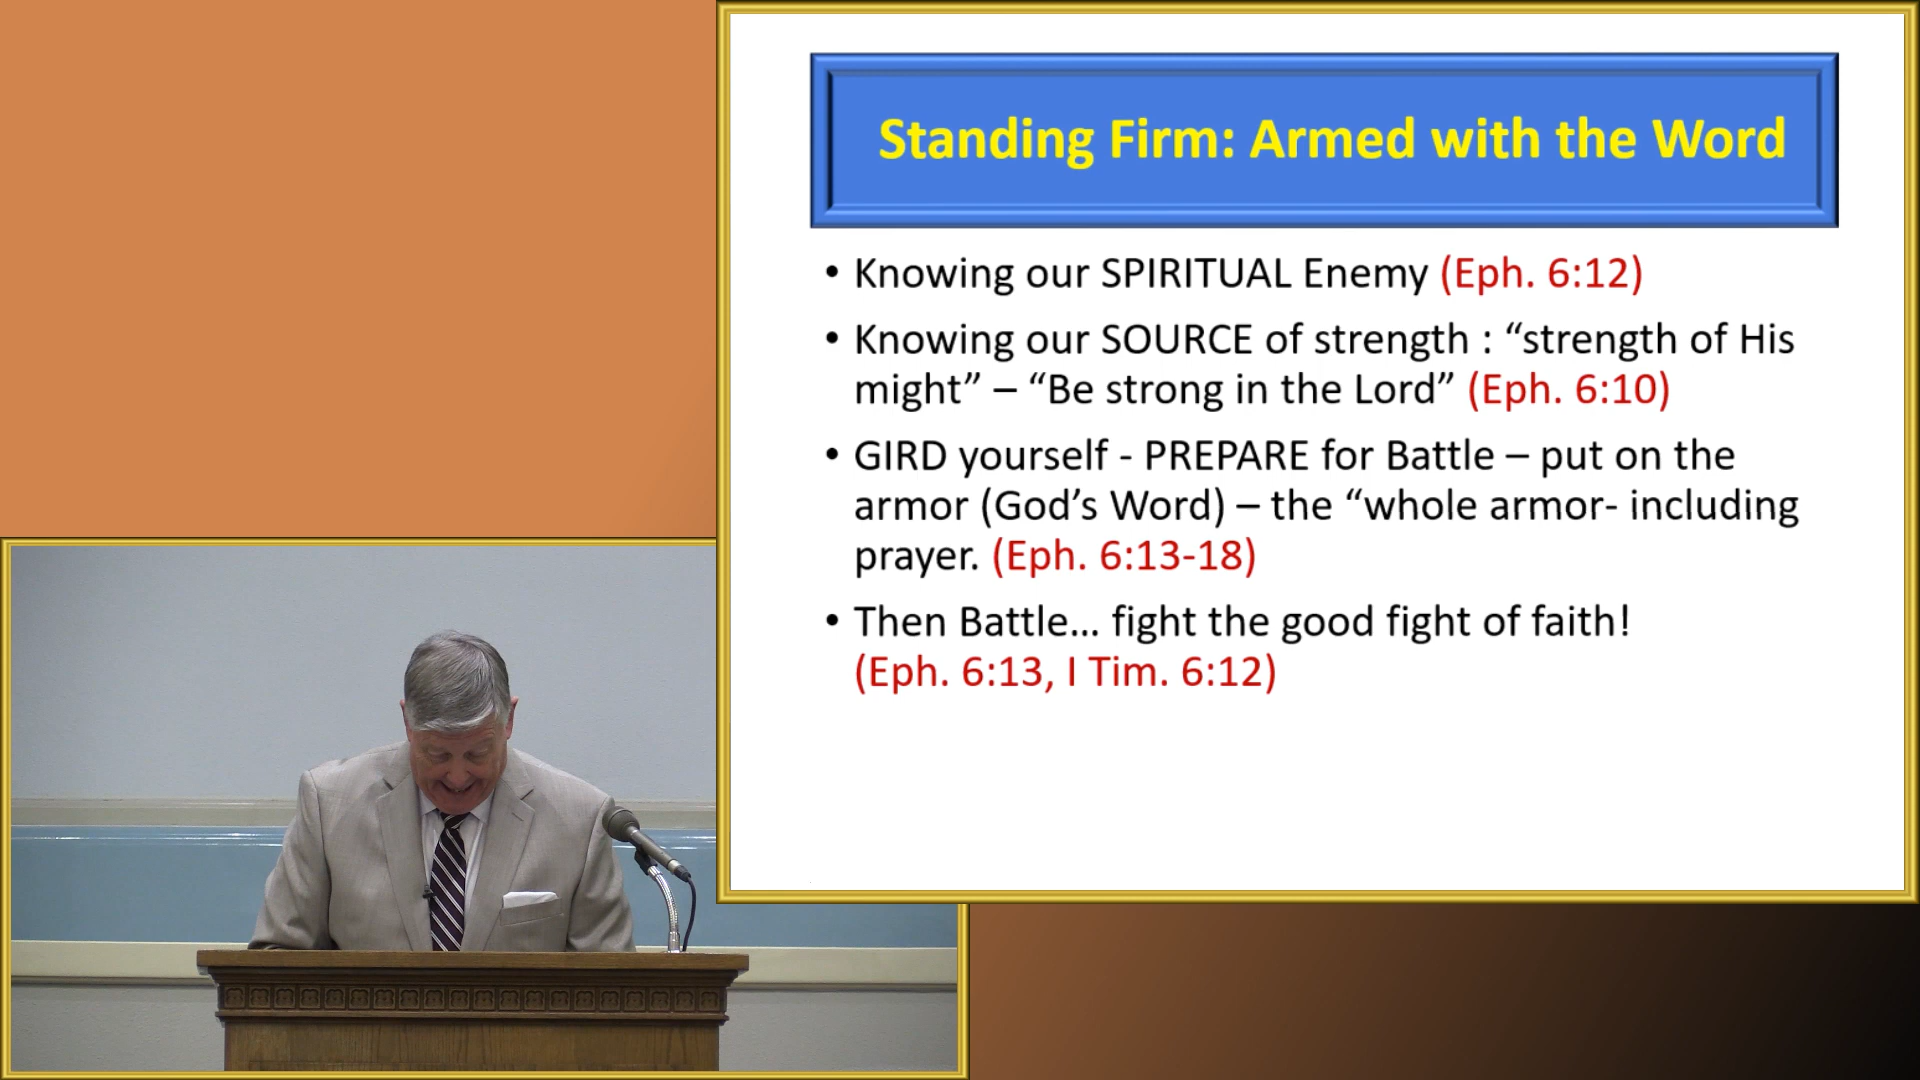 Standing Firm: Armed with the Word
• Knowing our SPIRITUAL Enemy (Eph. 6:12)
• Knowing our SOURCE of strength : “strength of His
might” – “Be strong in the Lord” (Eph. 6:10)
• GIRD yourself - PREPARE for Battle – put on the
armor (God’s Word) – the “whole armor- including
prayer. (Eph. 6:13-18)
• Then Battle... fight the good fight of faith!
(Eph. 6:13, I Tim. 6:12)